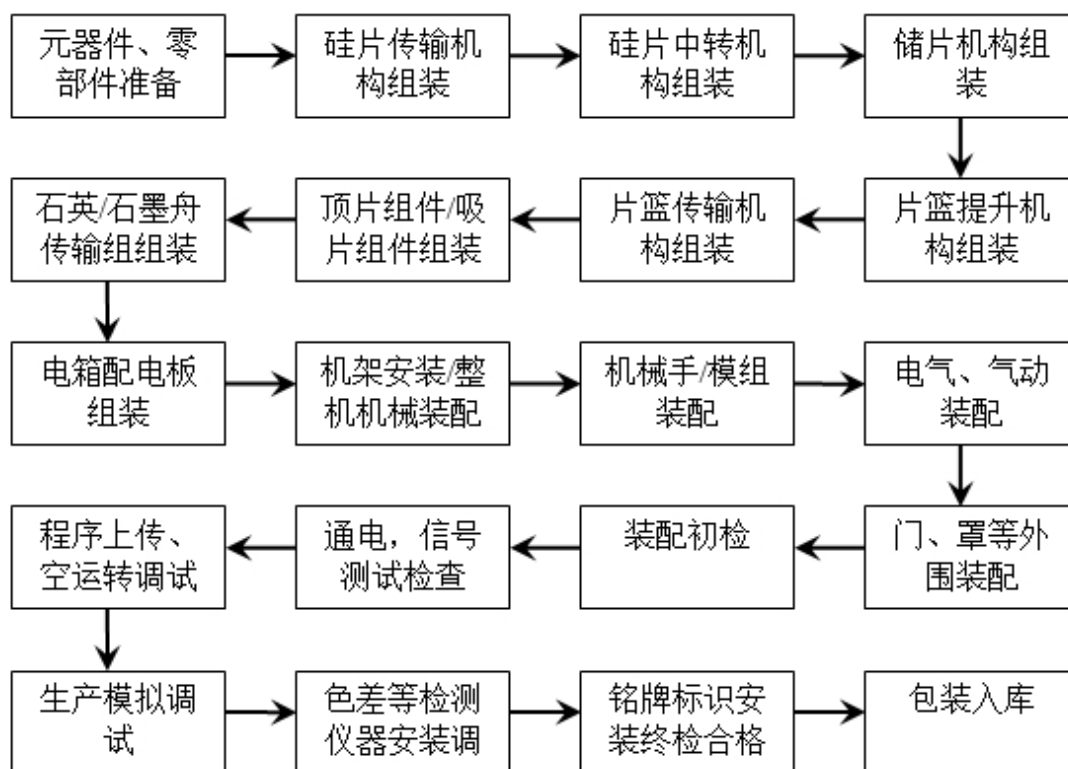 元器件、零
部件准备
硅片传输机
构组装
硅片中转机
构组装
储片机构组
装
片篮提升机
构组装
片篮传输机
构组装
顶片组件/吸
片组件组装
石英/石墨舟
传输组组装
电箱配电板
组装
机架安装/整
机机械装配
机械手/模组
装配
电气、气动
装配
门、罩等外
围装配
装配初检
通电，信号
测试检查
程序上传、
空运转调试
生产模拟调
试
色差等检测
仪器安装调
铭牌标识安
装终检合格
包装入库